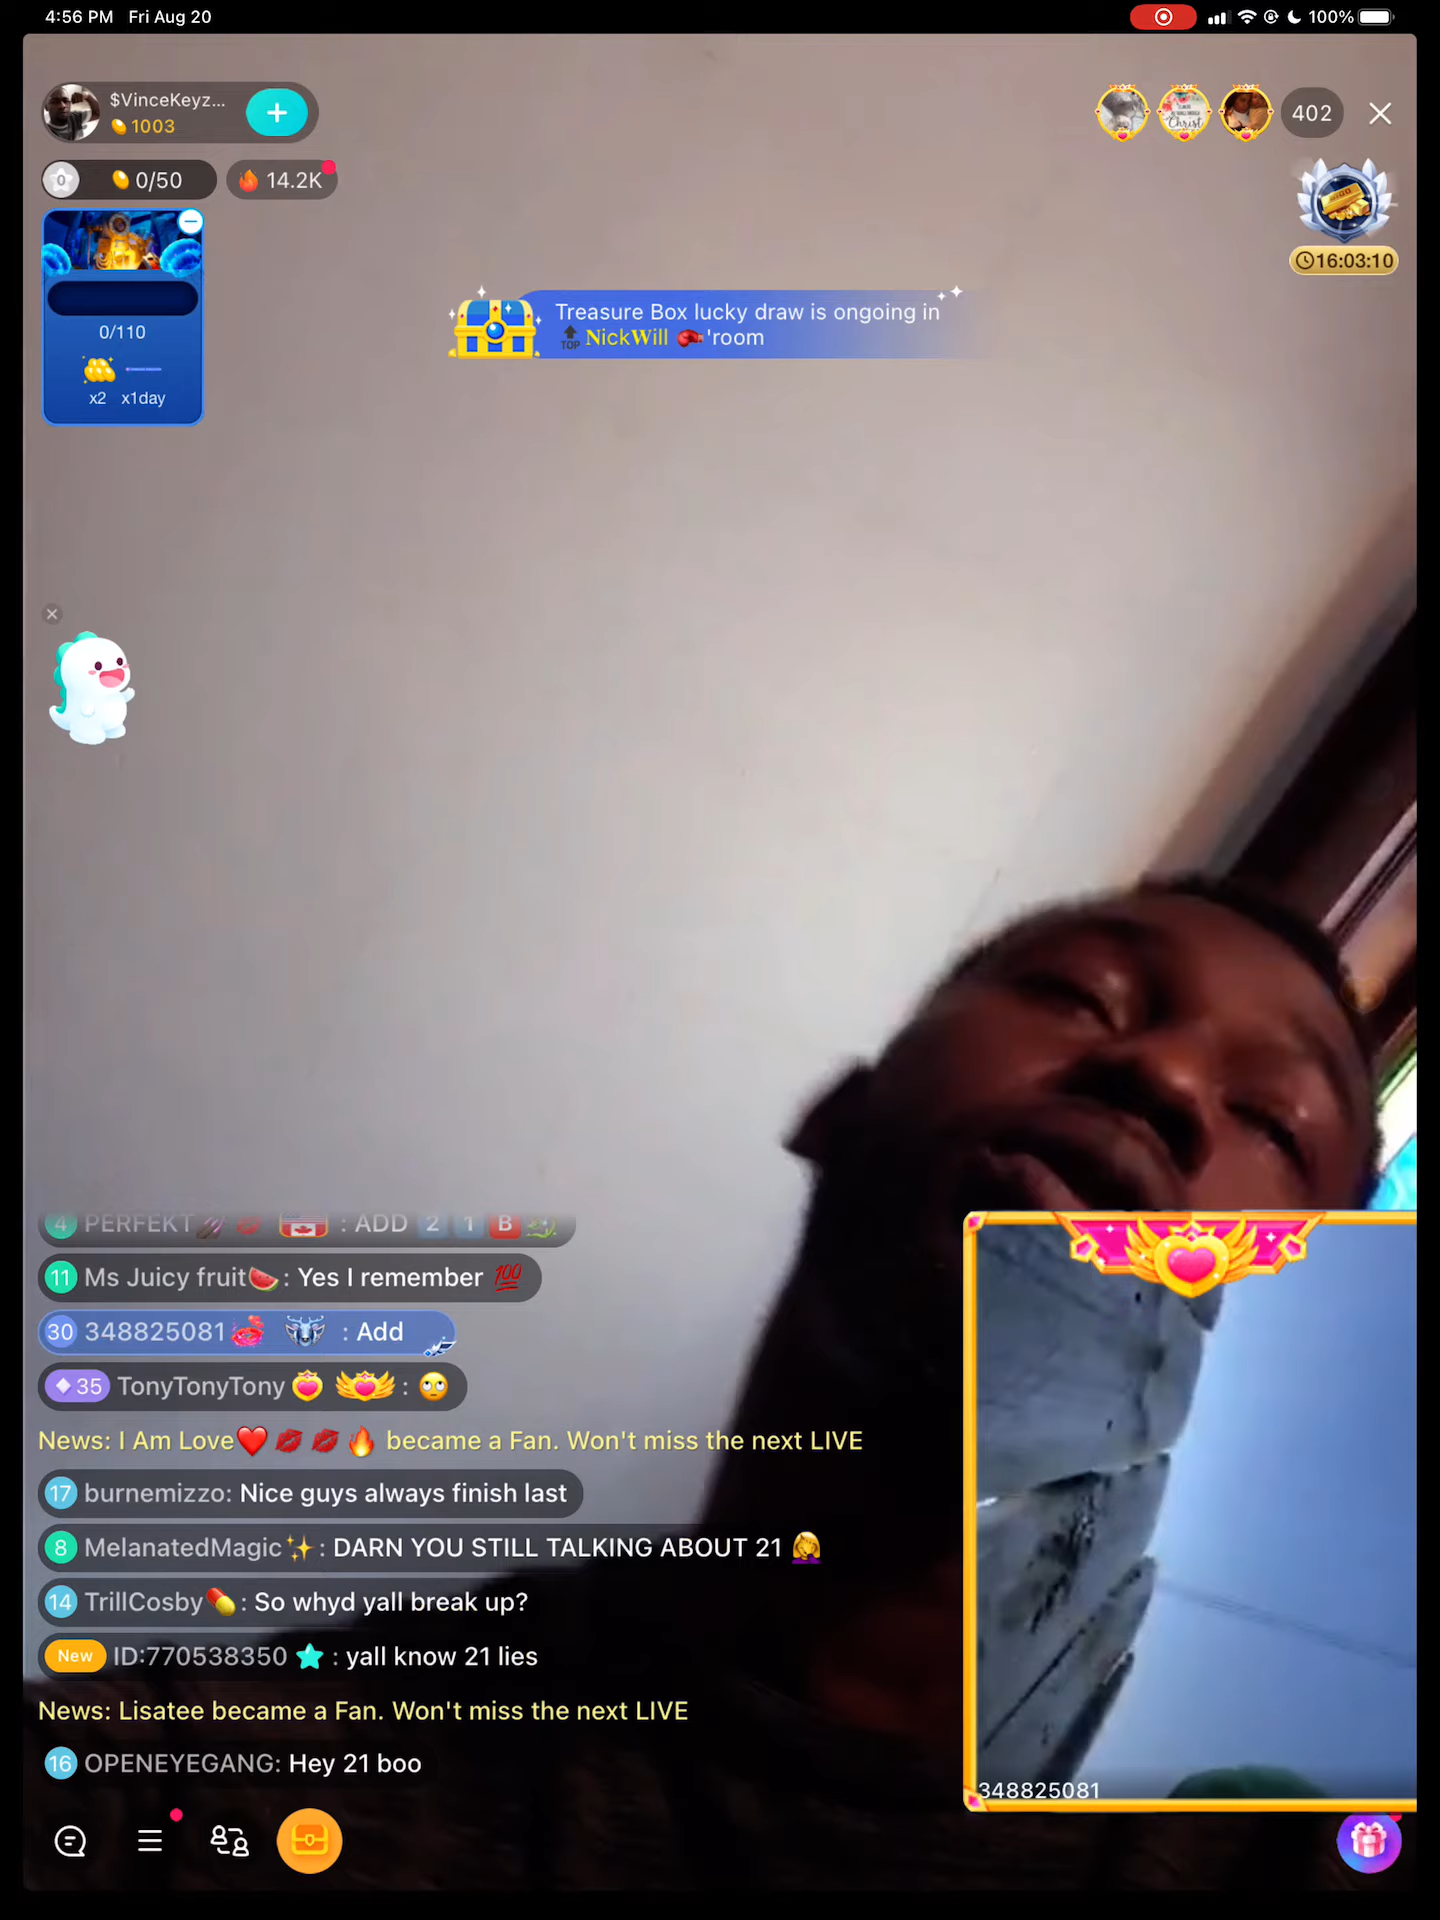 4:56 PM Fri Aug 20
100%
$VinceKeyz...
1003
402
0
0/50
14.2K
16:03:10
Treasure Box lucky draw is ongoing in
TOP NickWill 🥊'room
0/110
x2 x1day
4 PERFEKT💅🏿💋 🇺🇸🇨🇦 : ADD 2 1 B 🐍
11 Ms Juicy fruit🍉: Yes I remember 💯
30 348825081🦀 : Add
35 TonyTonyTony : 🙄
News: I Am Love❤️💋💋🔥 became a Fan. Won't miss the next LIVE
17 burnemizzo: Nice guys always finish last
8 MelanatedMagic✨: DARN YOU STILL TALKING ABOUT 21 🤦‍♀️
14 TrillCosby💊: So whyd yall break up?
New ID:770538350 : yall know 21 lies
News: Lisatee became a Fan. Won't miss the next LIVE
16 OPENEYEGANG: Hey 21 boo
348825081